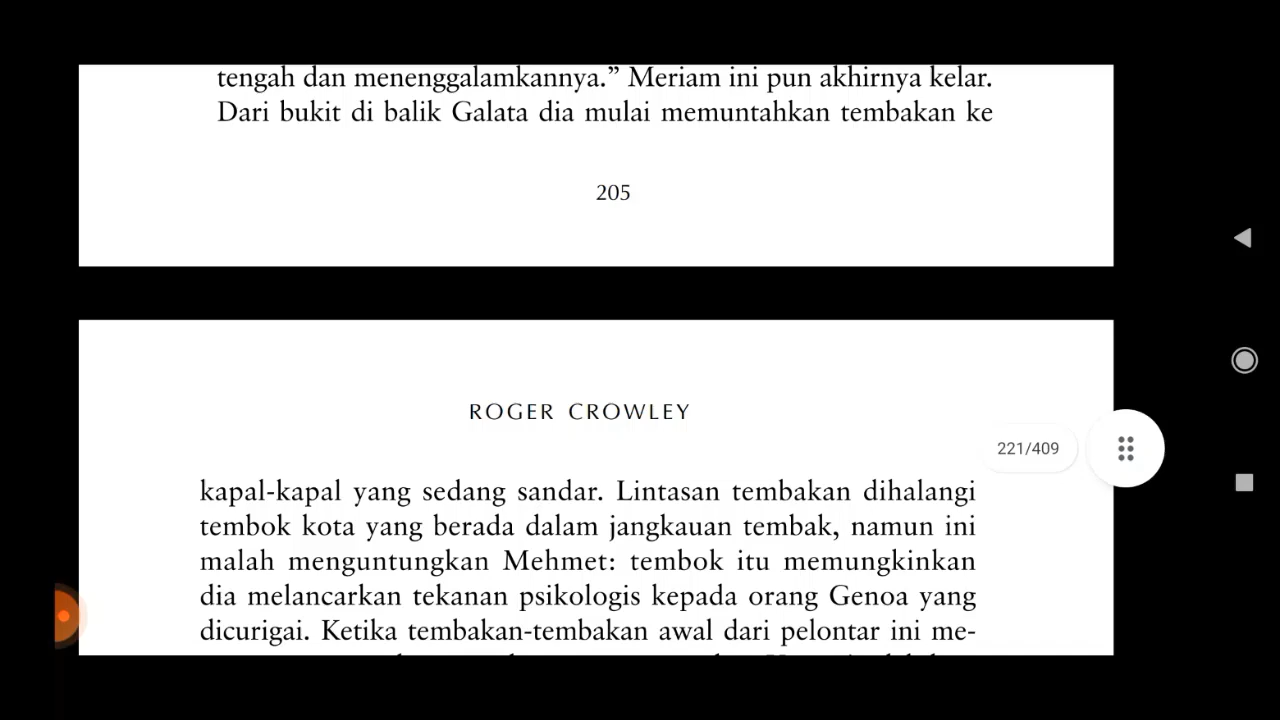 tengah dan menenggalamkannya.” Meriam ini pun akhirnya kelar.
Dari bukit di balik Galata dia mulai memuntahkan tembakan ke
205
ROGER CROWLEY
221/409
kapal-kapal yang sedang sandar. Lintasan tembakan dihalangi
tembok kota yang berada dalam jangkauan tembak, namun ini
malah menguntungkan Mehmet: tembok itu memungkinkan
dia melancarkan tekanan psikologis kepada orang Genoa yang
dicurigai. Ketika tembakan-tembakan awal dari pelontar ini me-